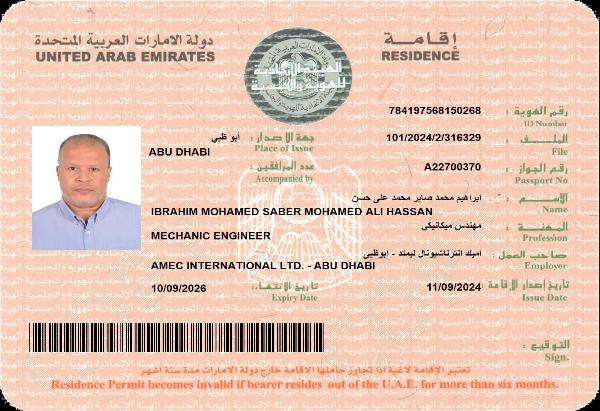 دولة الامارات العربية المتحدة
إقامة
UNITED ARAB EMIRATES
RESIDENCE
784197568150268
رقم الهوية :
ID Number
أبو ظبي
جهة الاصدار :
101/2024/2/316329
الملف :
ABU DHABI
Place of Issue
File
عدد المرافقين :
A22700370
رقم الجواز :
Accompanied by
Passport No
ابراهيم محمد صابر محمد على حسن
الاسم :
IBRAHIM MOHAMED SABER MOHAMED ALI HASSAN
Name
مهندس ميكانيكى
المهنة :
MECHANIC ENGINEER
Profession
اميك انترناشيونال ليمتد - ابوظبي
صاحب العمل :
AMEC INTERNATIONAL LTD. - ABU DHABI
Employer
10/09/2026
تاريخ الانتهاء :
11/09/2024
تاريخ إصدار الإقامة
Expiry Date
Issue Date
التوقيع :
Sign.
تعتبر الإقامة لاغية اذا تجاوز حاملها الاقامة خارج دولة الامارات مدة ستة اشهر
Residence Permit becomes invalid if bearer resides out of the U.A.E. for more than six months.